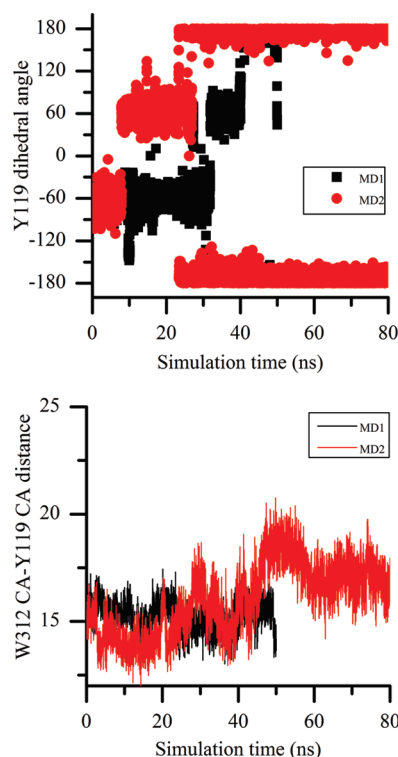 180
120
60
0
-60
-120
-180
Y119 dihedral angle
MD1
MD2
0 20 40 60 80
Simulation time (ns)
25
20
15
W312 CA-Y119 CA distance
MD1
MD2
0 20 40 60 80
Simulation time (ns)